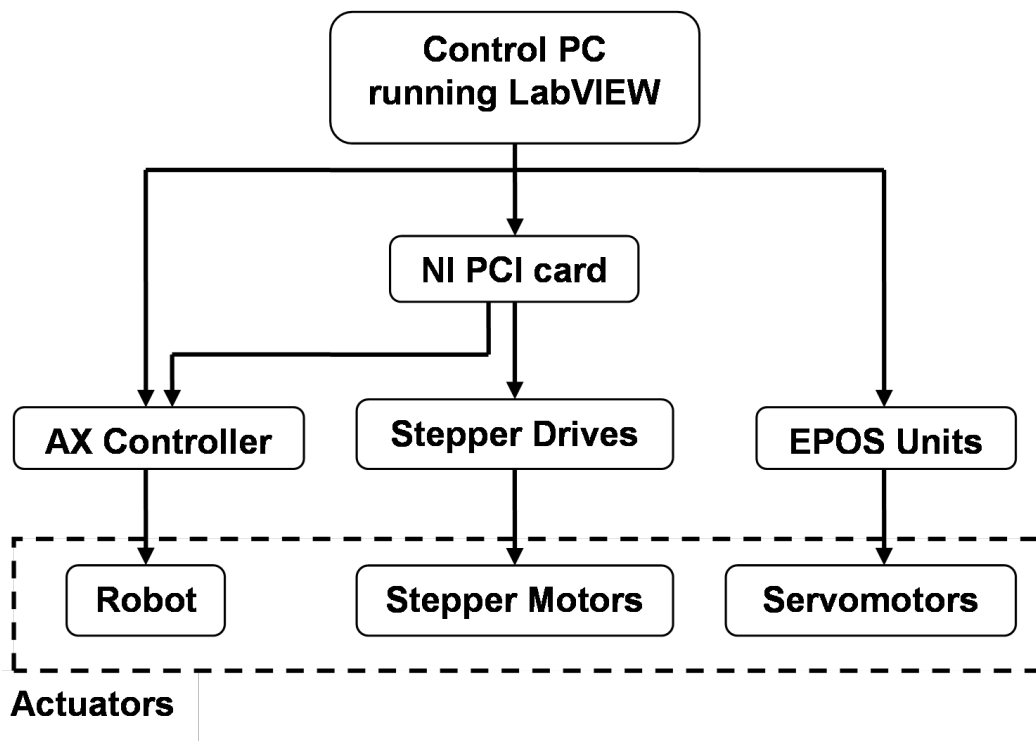 Control PC
running LabVIEW
NI PCI card
AX Controller
Stepper Drives
EPOS Units
Robot
Stepper Motors
Servomotors
Actuators